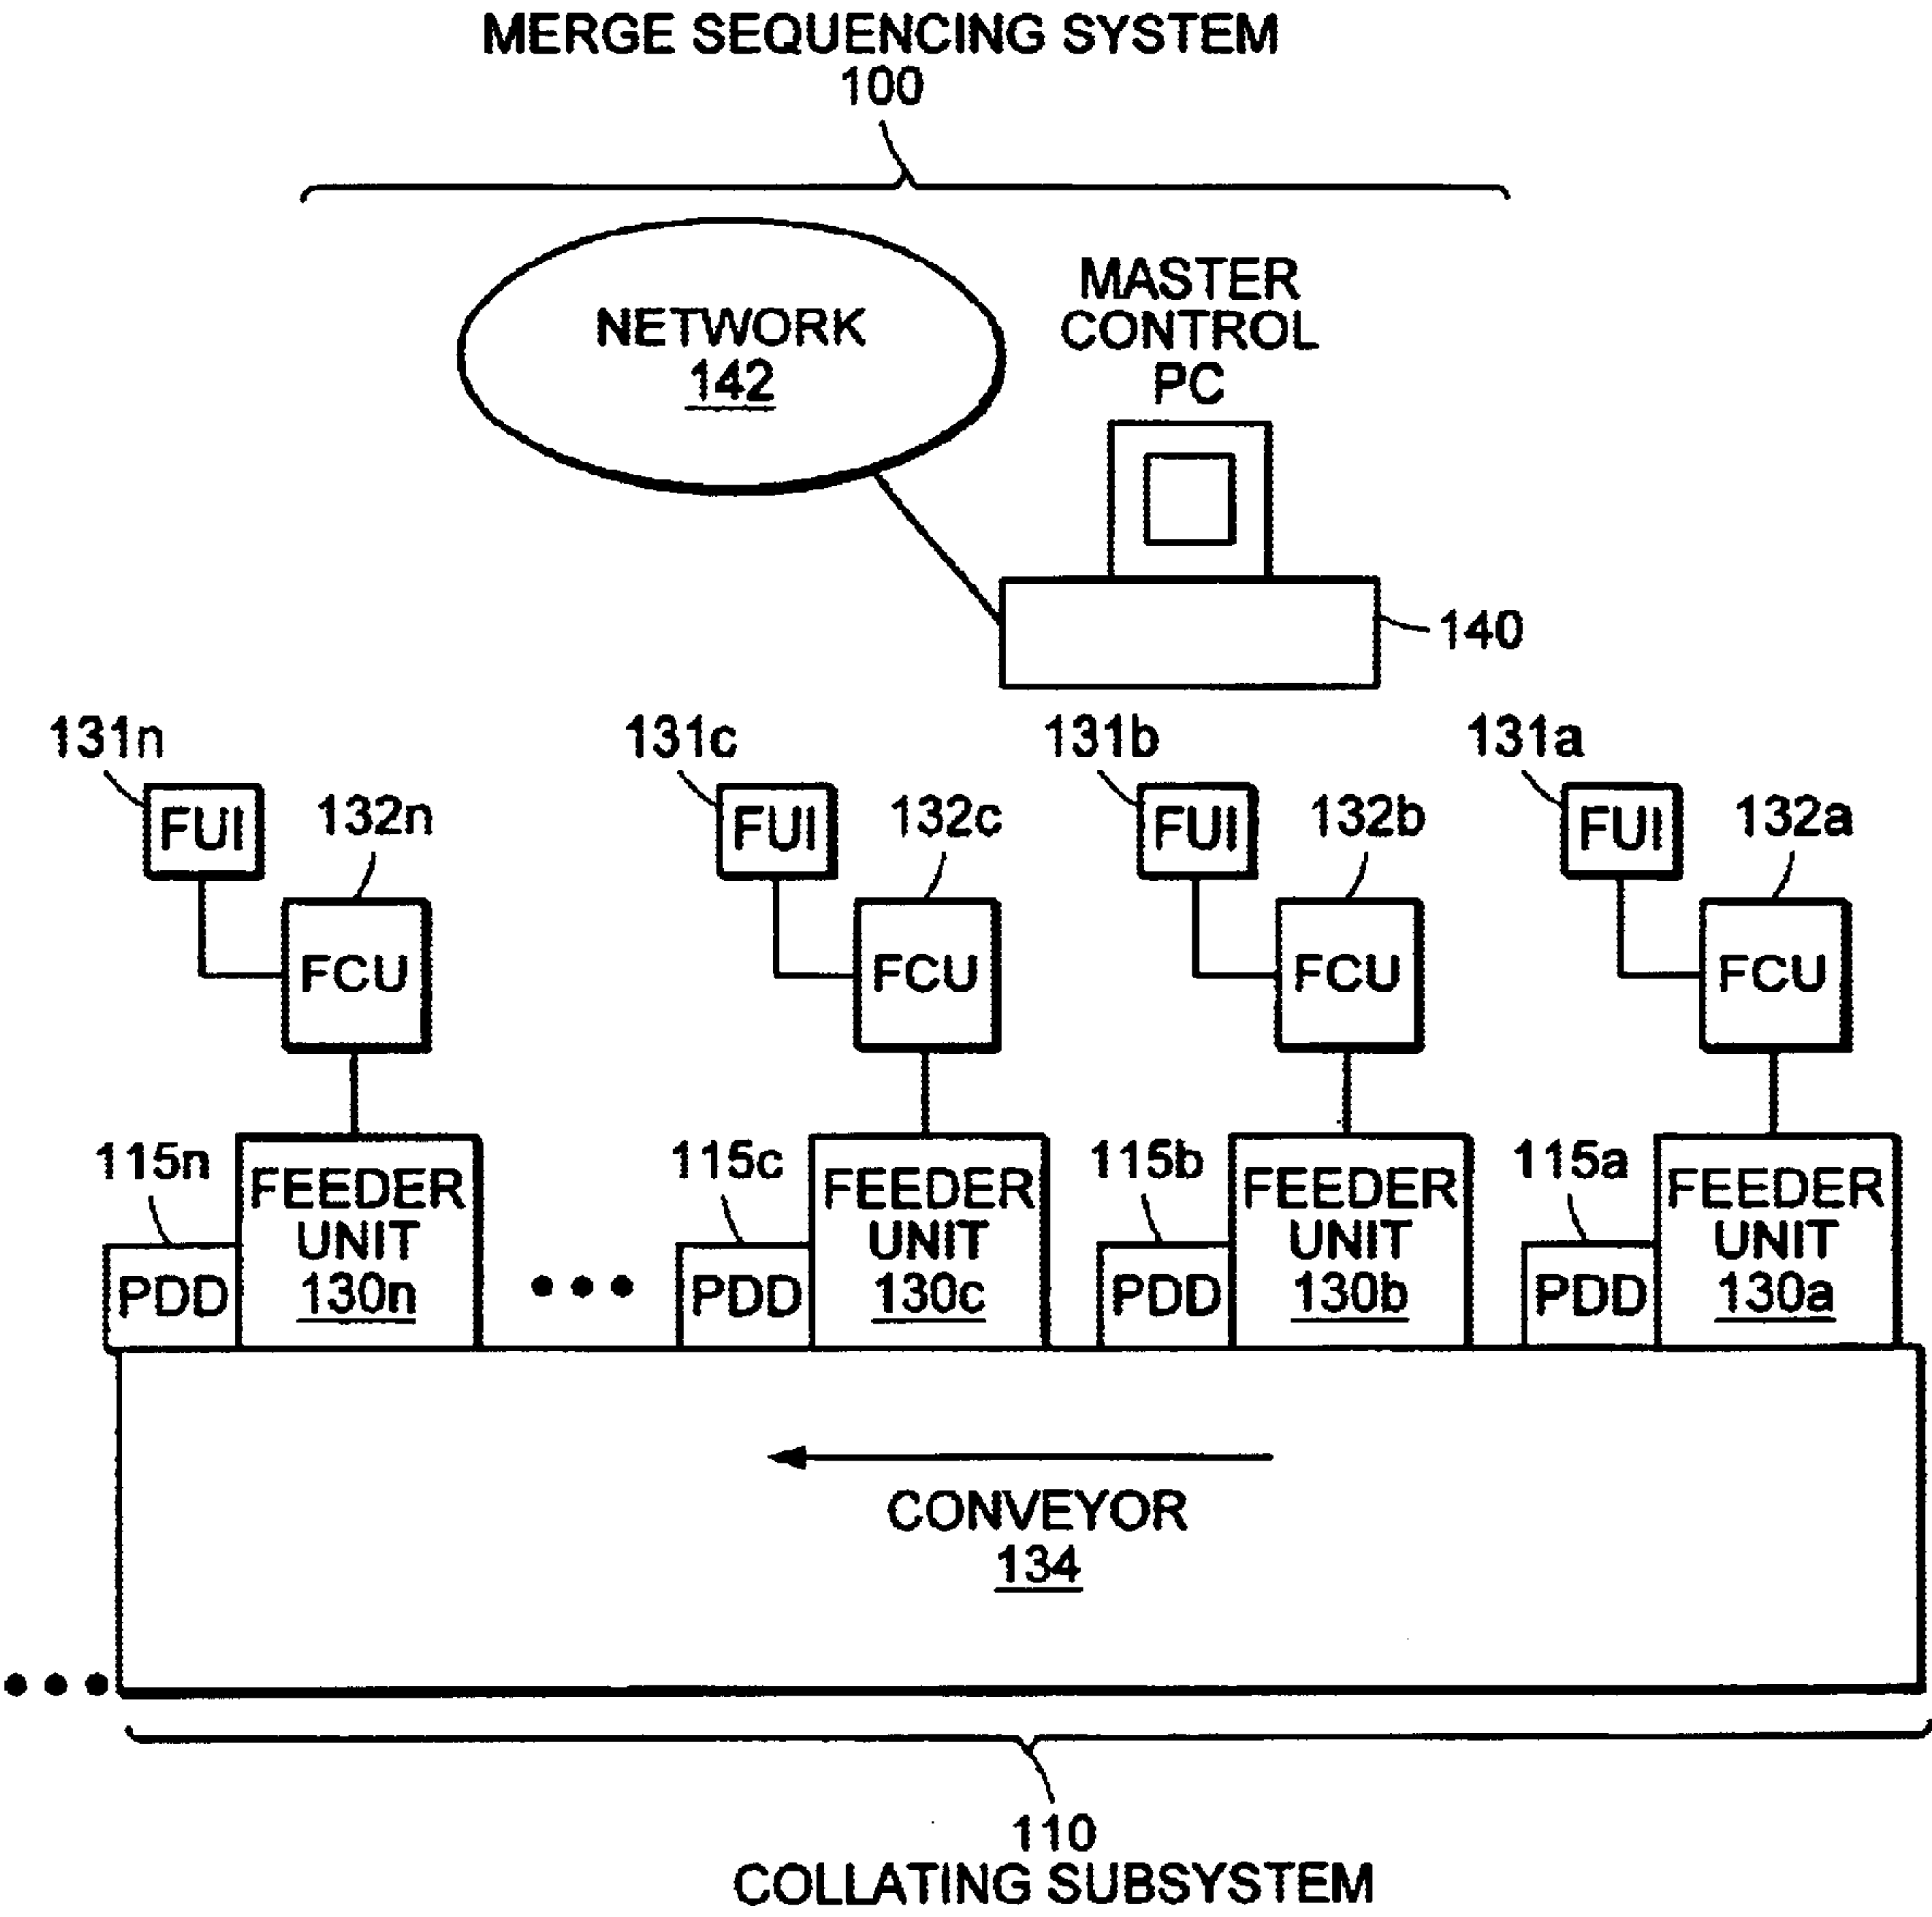 MERGE SEQUENCING SYSTEM
100
NETWORK
142
MASTER
CONTROL
PC
140
131n
131c
131b
131a
FUI
FUI
FUI
FUI
132n
132c
132b
132a
FCU
FCU
FCU
FCU
115n
115c
115b
115a
FEEDER
UNIT
130n
FEEDER
UNIT
130c
FEEDER
UNIT
130b
FEEDER
UNIT
130a
PDD
PDD
PDD
PDD
CONVEYOR
134
110
COLLATING SUBSYSTEM